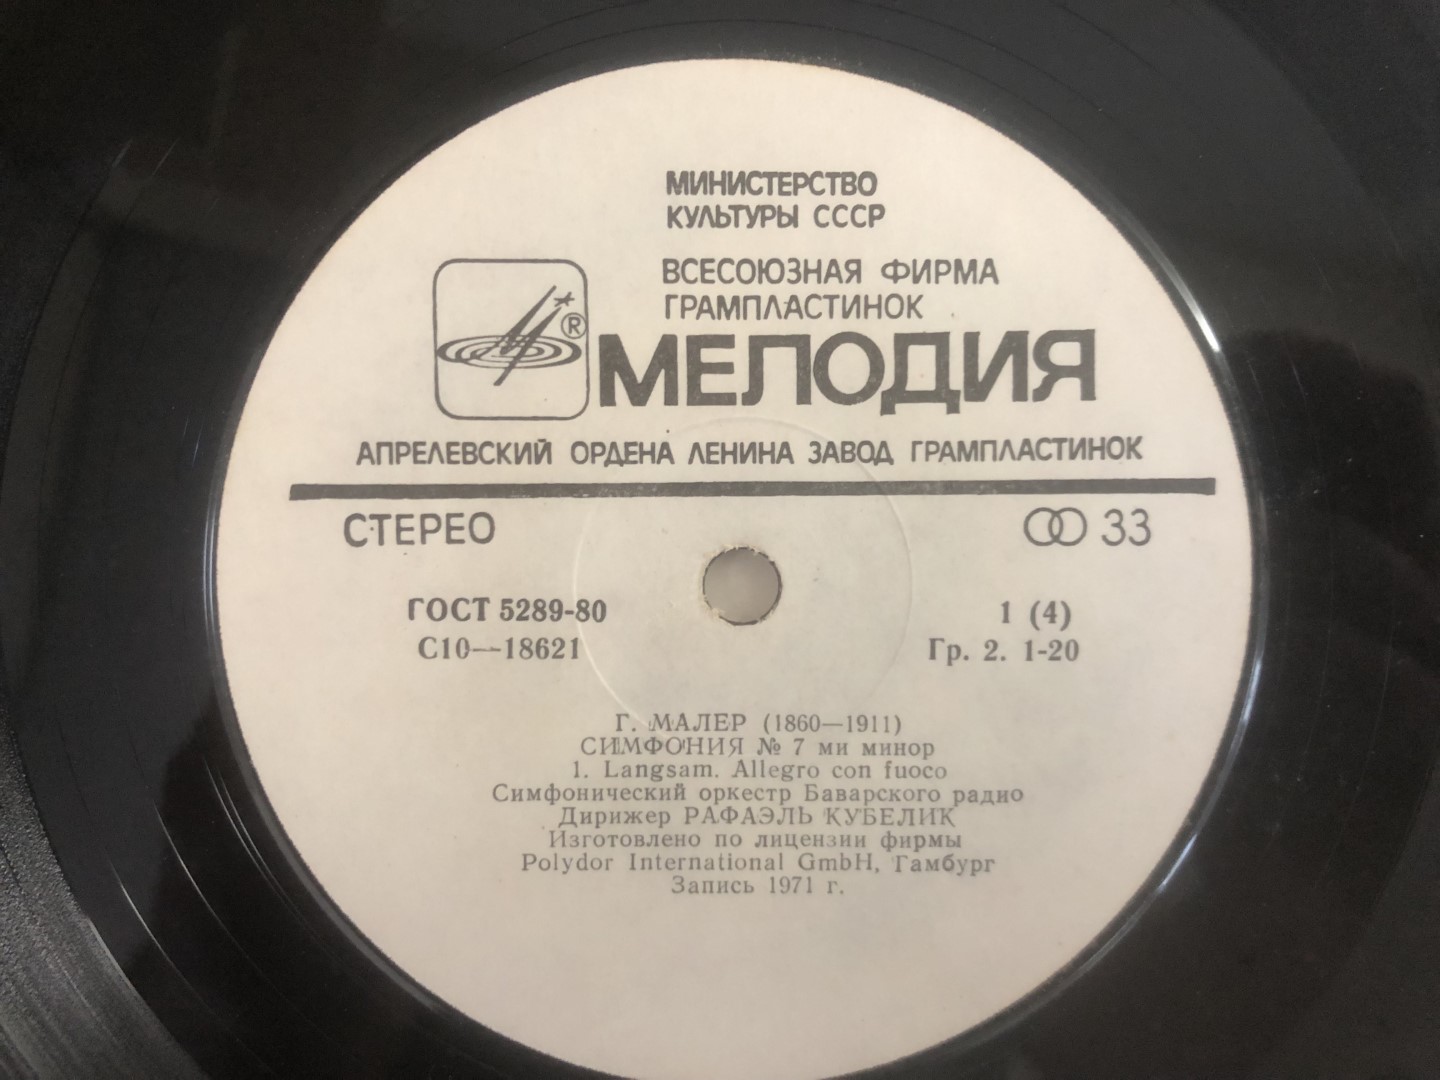 МИНИСТЕРСТВО
КУЛЬТУРЫ СССР
ВСЕСОЮЗНАЯ ФИРМА
ГРАМПЛАСТИНОК
®
МЕЛОДИЯ
АПРЕЛЕВСКИЙ ОРДЕНА ЛЕНИНА ЗАВОД ГРАМПЛАСТИНОК
СТЕРЕО 33
ГОСТ 5289-80 1 (4)
С10—18621 Гр. 2. 1-20
Г. МАЛЕР (1860—1911)
СИМФОНИЯ № 7 ми минор
1. Langsam. Allegro con fuoco
Симфонический оркестр Баварского радио
Дирижер РАФАЭЛЬ КУБЕЛИК
Изготовлено по лицензии фирмы
Polydor International GmbH, Гамбург
Запись 1971 г.